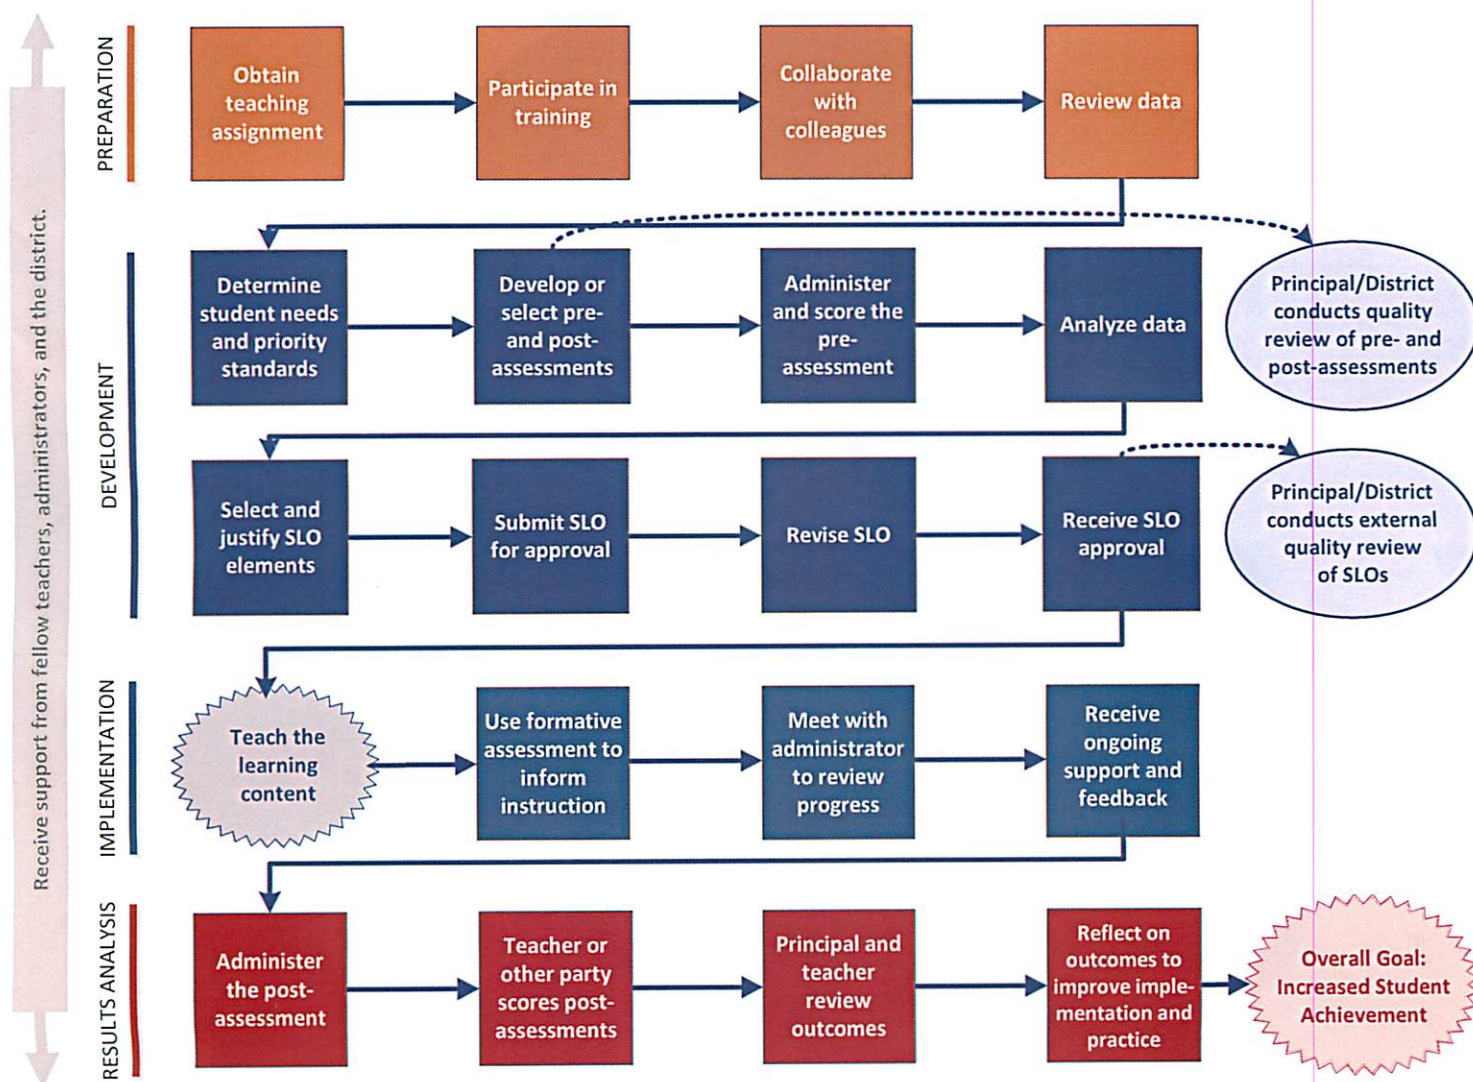 Receive support from fellow teachers, administrators, and the district.
PREPARATION
Obtain
teaching
assignment
Participate in
training
Collaborate
with
colleagues
Review data
DEVELOPMENT
Determine
student needs
and priority
standards
Develop or
select pre-
and post-
assessments
Administer
and score the
pre-
assessment
Analyze data
Principal/District
conducts quality
review of pre- and
post-assessments
Select and
justify SLO
elements
Submit SLO
for approval
Revise SLO
Receive SLO
approval
Principal/District
conducts external
quality review
of SLOs
IMPLEMENTATION
Teach the
learning
content
Use formative
assessment to
inform
instruction
Meet with
administrator
to review
progress
Receive
ongoing
support and
feedback
RESULTS ANALYSIS
Administer
the post-
assessment
Teacher or
other party
scores post-
assessments
Principal and
teacher
review
outcomes
Reflect on
outcomes to
improve imple-
mentation and
practice
Overall Goal:
Increased Student
Achievement